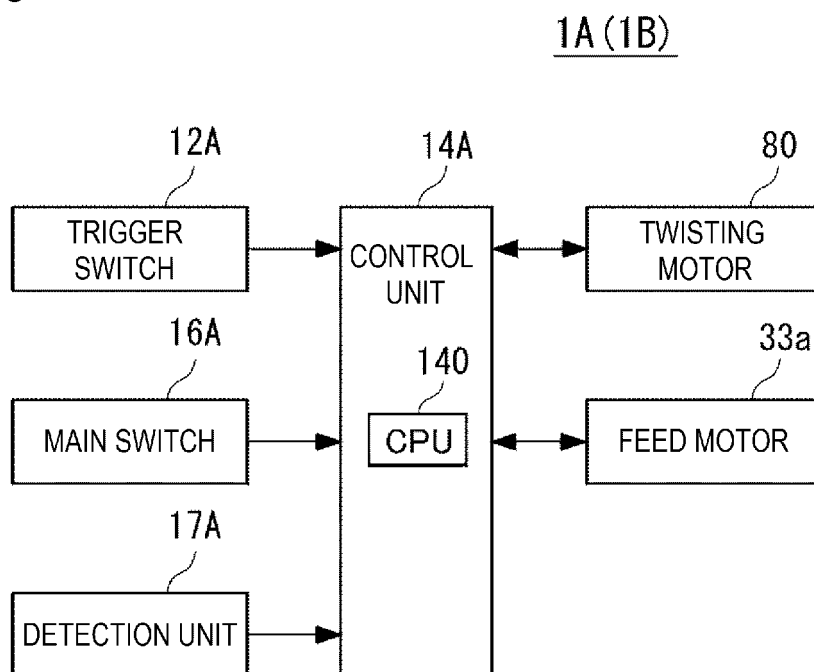 1A (1B)
12A
14A
80
TRIGGER
SWITCH
CONTROL
UNIT
TWISTING
MOTOR
16A
140
33a
MAIN SWITCH
CPU
FEED MOTOR
17A
DETECTION UNIT